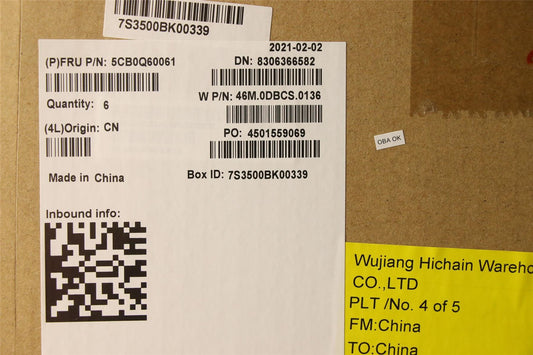 7S3500BK00339
2021-02-02
(P)FRU P/N: 5CB0Q60061
DN: 8306366582
Quantity: 6
W P/N: 46M.0DBCS.0136
(4L)Origin: CN
PO: 4501559069
Made in China
Box ID: 7S3500BK00339
Inbound info:
OBA OK
Wujiang Hichain Wareho
CO.,LTD
PLT /No. 4 of 5
FM:China
TO:China